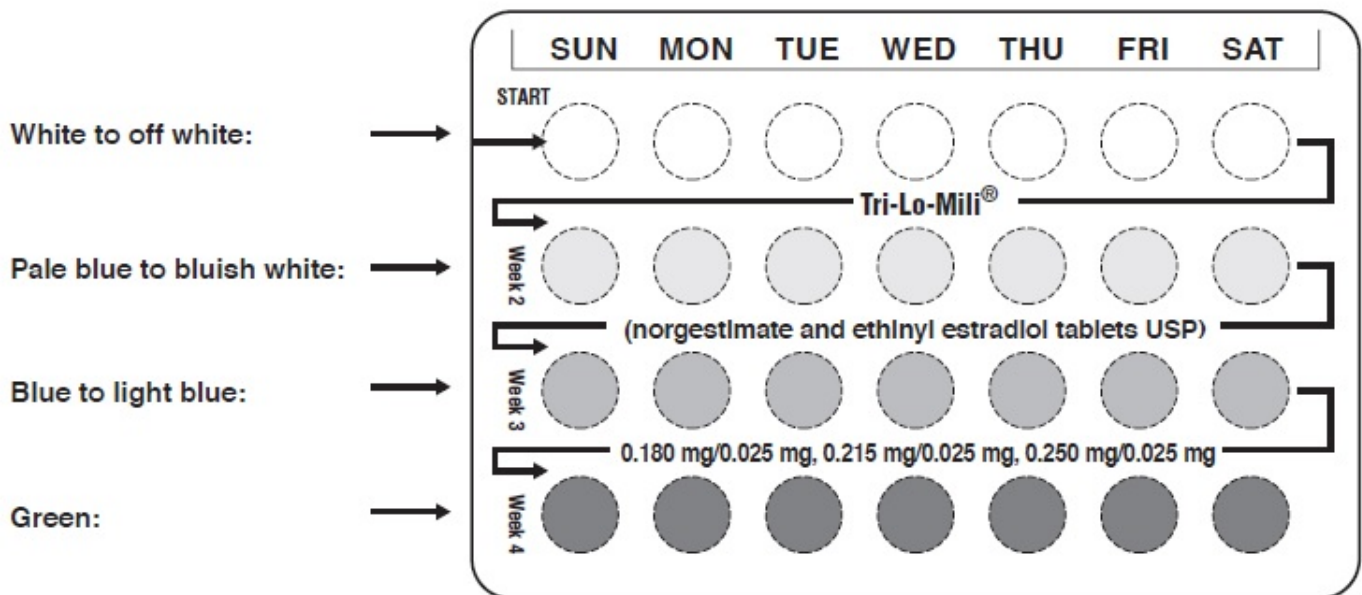 SUN MON TUE WED THU FRI SAT
START
White to off white:
Tri-Lo-Mili®
Pale blue to bluish white:
Week 2
(norgestimate and ethinyl estradiol tablets USP)
Blue to light blue:
Week 3
0.180 mg/0.025 mg, 0.215 mg/0.025 mg, 0.250 mg/0.025 mg
Green:
Week 4